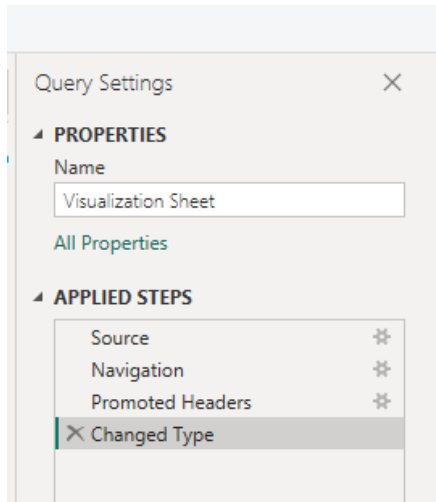 Query Settings
PROPERTIES
Name
Visualization Sheet
All Properties
APPLIED STEPS
Source
Navigation
Promoted Headers
Changed Type